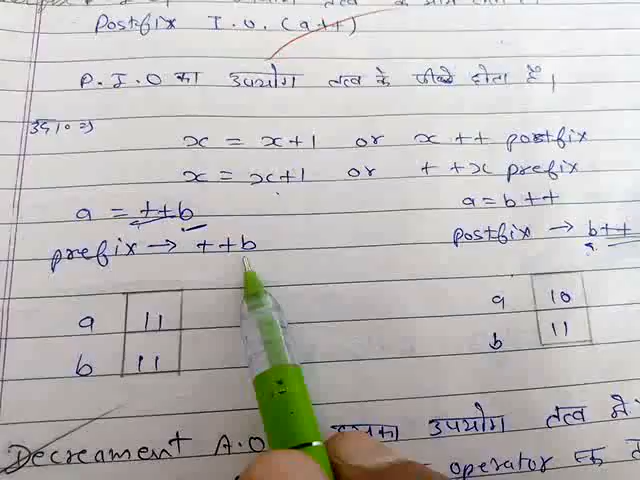 Postfix I.O. (a++)
P.I.O का उपयोग तत्व के पीछे होता है।
उदा० ⇒
x = x+1 or x++ postfix
x = x+1 or ++x prefix
a = ++b
a = b++
prefix → ++b
postfix → b++
a 11
b 11
a 10
b 11
Decreament A.O
उपयोग तत्व में
operator के